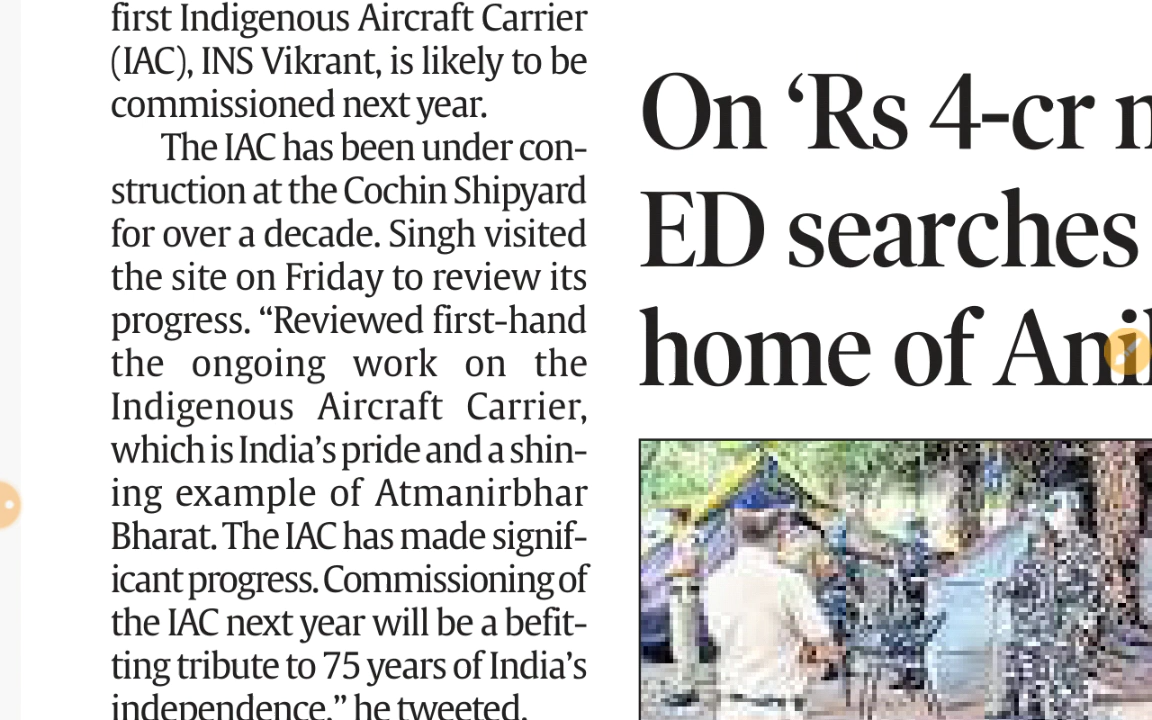 first Indigenous Aircraft Carrier
(IAC), INS Vikrant, is likely to be
commissioned next year.
The IAC has been under con-
struction at the Cochin Shipyard
for over a decade. Singh visited
the site on Friday to review its
progress. “Reviewed first-hand
the ongoing work on the
Indigenous Aircraft Carrier,
which is India’s pride and a shin-
ing example of Atmanirbhar
Bharat. The IAC has made signif-
icant progress. Commissioning of
the IAC next year will be a befit-
ting tribute to 75 years of India’s
independence,” he tweeted.
On ‘Rs 4-cr
ED searches
home of